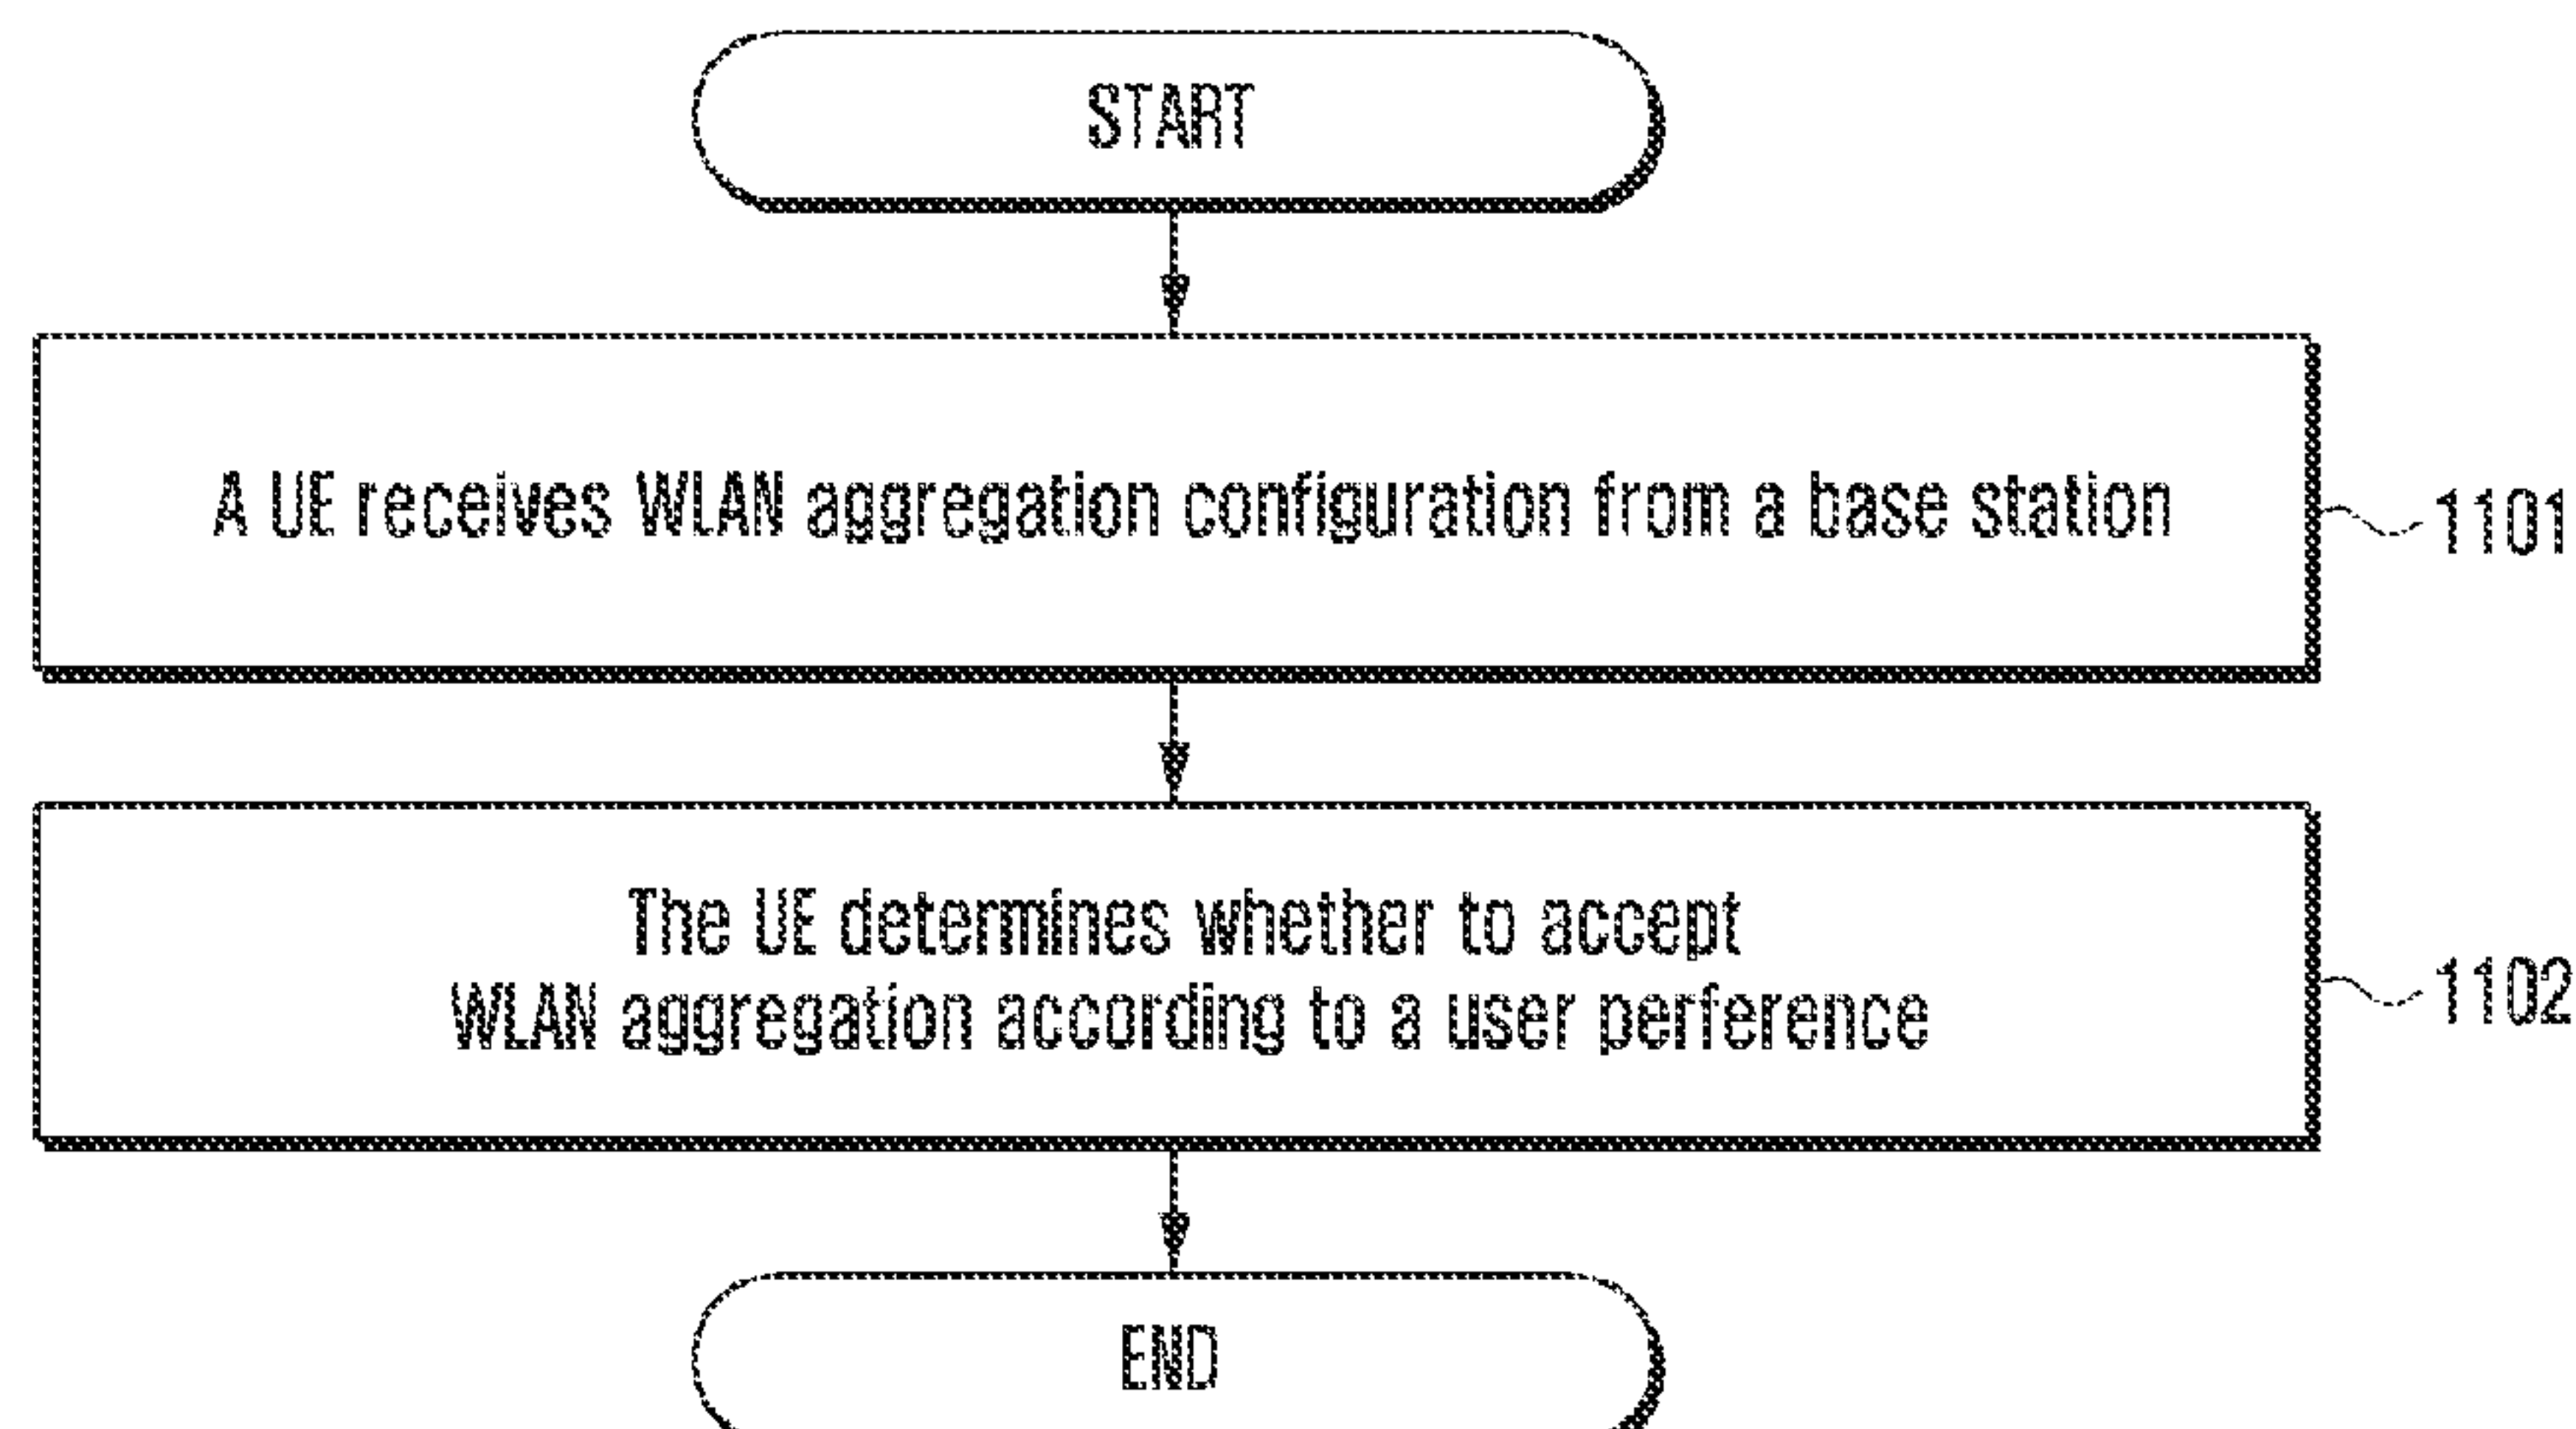 START
A UE receives WLAN aggregation configuration from a base station
1101
The UE determines whether to accept
WLAN aggregation according to a user perference
1102
END